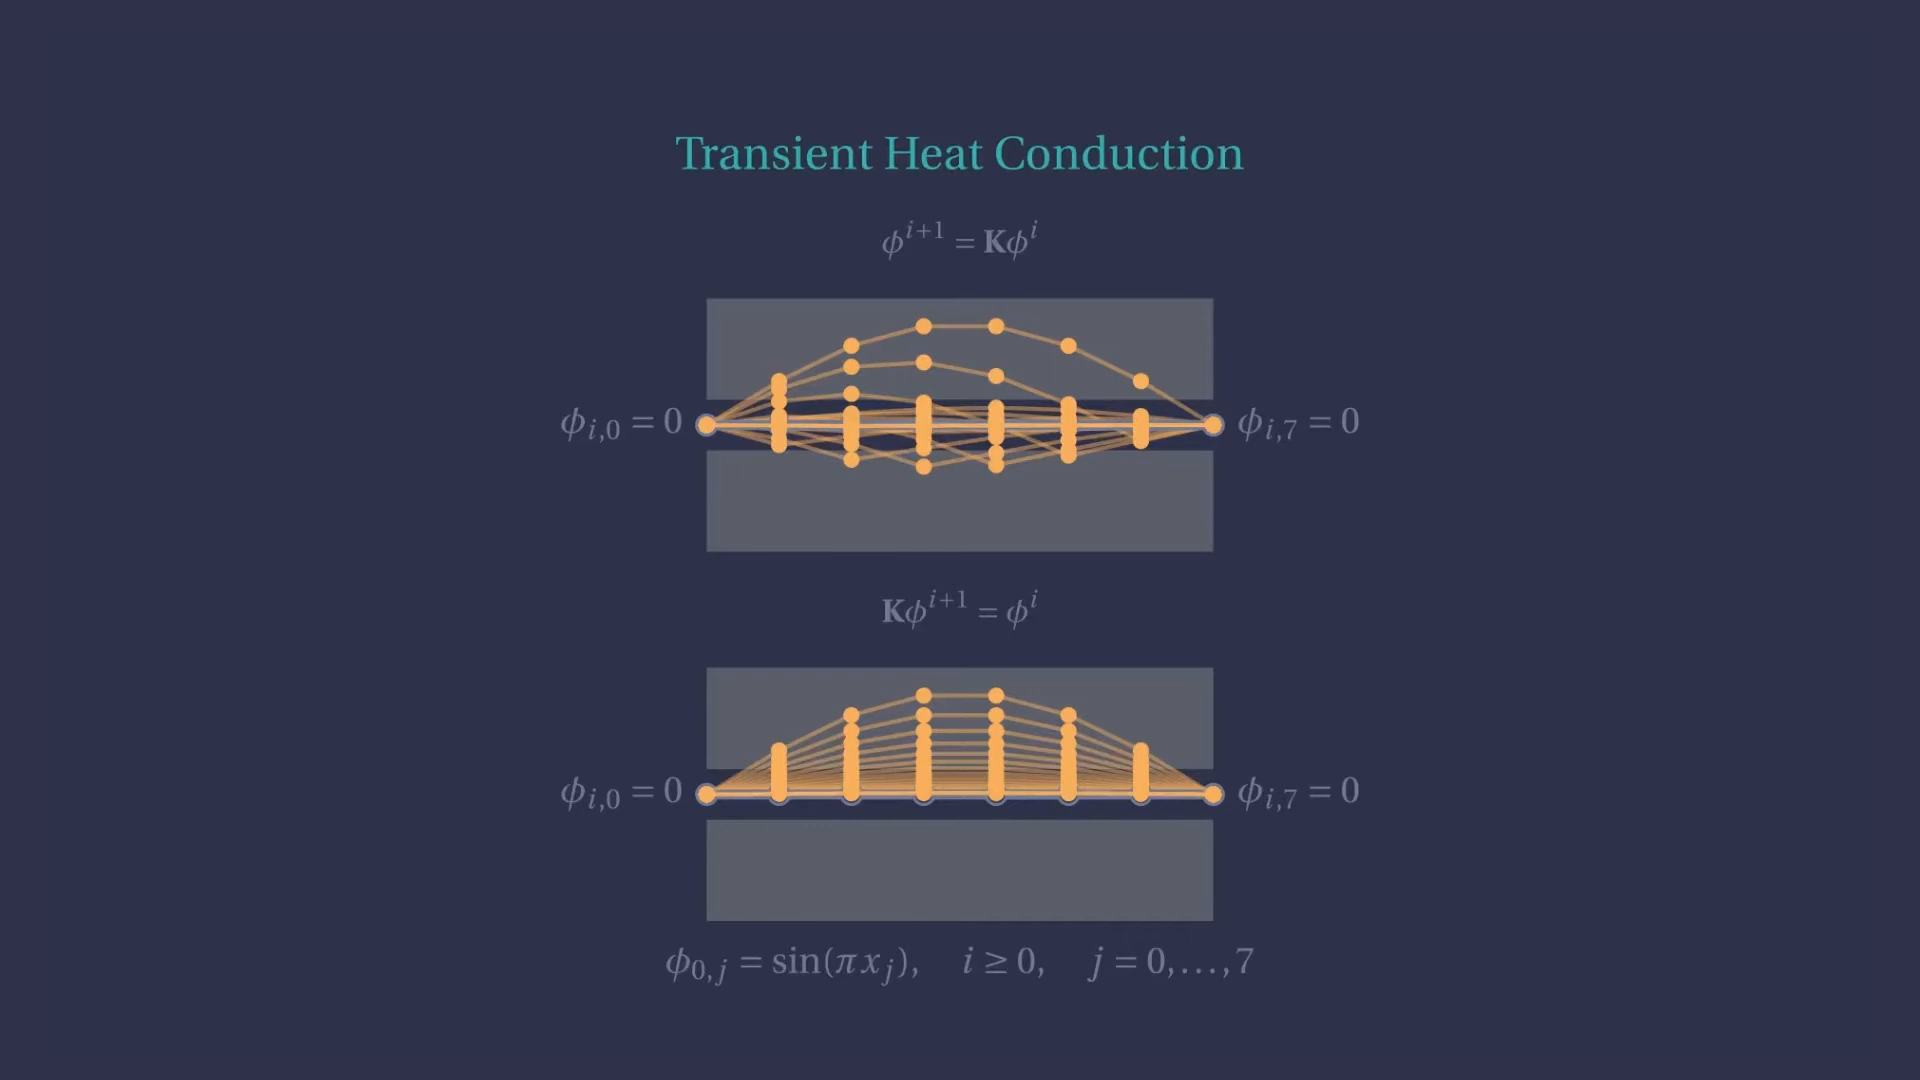 Transient Heat Conduction
ϕ^{i+1} = Kϕ^i
ϕ_{i,0} = 0
ϕ_{i,7} = 0
Kϕ^{i+1} = ϕ^i
ϕ_{i,0} = 0
ϕ_{i,7} = 0
ϕ_{0,j} = sin(πx_j), i ≥ 0, j = 0,...,7